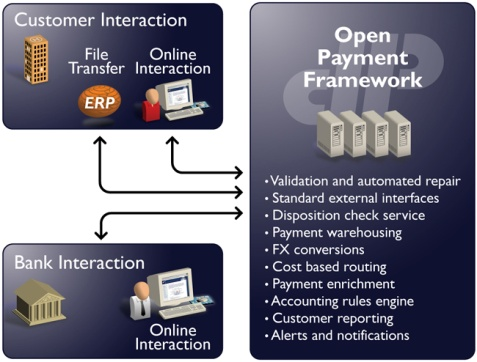 Customer Interaction
File
Transfer
Online
Interaction
ERP
Bank Interaction
Online
Interaction
Open
Payment
Framework
• Validation and automated repair
• Standard external interfaces
• Disposition check service
• Payment warehousing
• FX conversions
• Cost based routing
• Payment enrichment
• Accounting rules engine
• Customer reporting
• Alerts and notifications